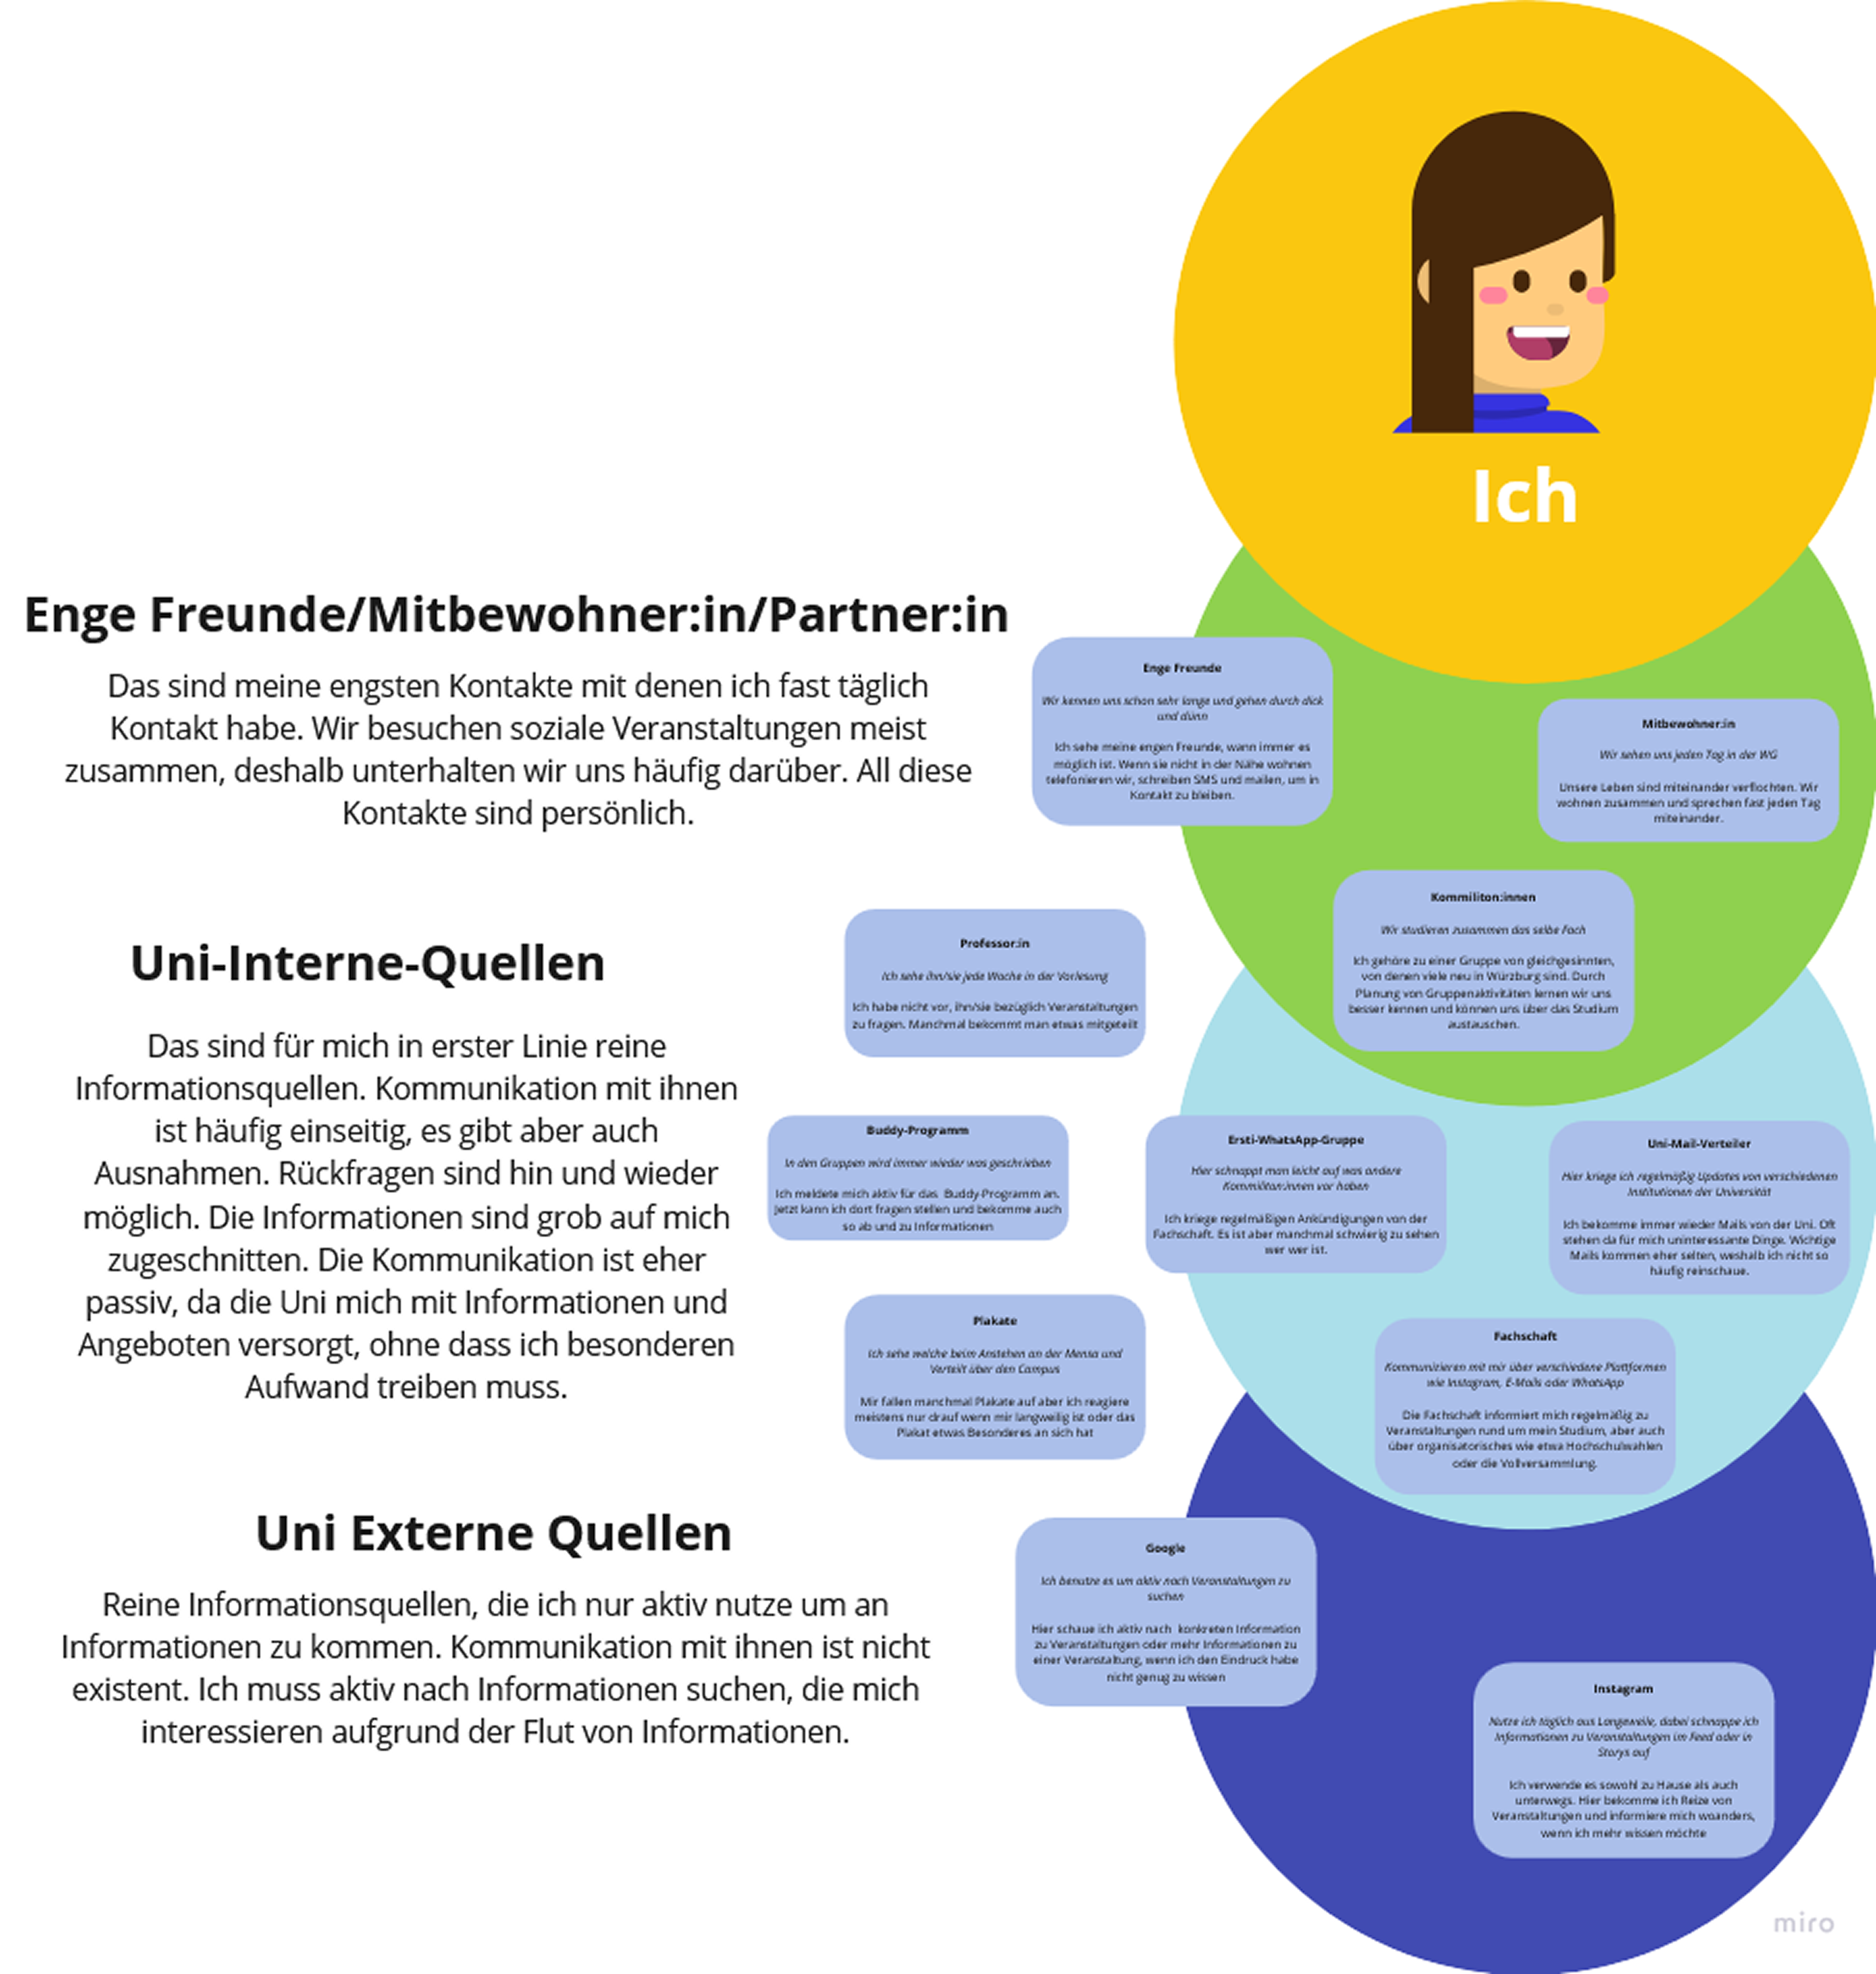 Ich
Enge Freunde/Mitbewohner:in/Partner:in
Das sind meine engsten Kontakte mit denen ich fast täglich
Kontakt habe. Wir besuchen soziale Veranstaltungen meist
zusammen, deshalb unterhalten wir uns häufig darüber. All diese
Kontakte sind persönlich.
Enge Freunde
Wir kennen uns schon sehr lange und gehen durch dick
und dünn
Ich sehe meine engen Freunde, wann immer es
möglich ist. Wenn sie nicht in der Nähe wohnen
telefonieren wir, schreiben SMS und mailen, um in
Kontakt zu bleiben.
Mitbewohner:in
Wir sehen uns jeden Tag in der WG
Unsere Leben sind miteinander verflochten. Wir
wohnen zusammen und sprechen fast jeden Tag
miteinander.
Kommiliton:innen
Wir studieren zusammen das selbe Fach
Ich gehöre zu einer Gruppe von gleichgesinnten,
von denen viele neu in Würzburg sind. Durch
Planung von Gruppenaktivitäten lernen wir uns
besser kennen und können uns über das Studium
austauschen.
Uni-Interne-Quellen
Das sind für mich in erster Linie reine
Informationsquellen. Kommunikation mit ihnen
ist häufig einseitig, es gibt aber auch
Ausnahmen. Rückfragen sind hin und wieder
möglich. Die Informationen sind grob auf mich
zugeschnitten. Die Kommunikation ist eher
passiv, da die Uni mich mit Informationen und
Angeboten versorgt, ohne dass ich besonderen
Aufwand treiben muss.
Professor:in
Ich sehe ihn/sie jede Woche in der Vorlesung
Ich habe nicht vor, ihn/sie bezüglich Veranstaltungen
zu fragen. Manchmal bekommt man etwas mitgeteilt
Buddy-Programm
In den Gruppen wird immer wieder was geschrieben
Ich meldete mich aktiv für das Buddy-Programm an.
Jetzt kann ich dort fragen stellen und bekomme auch
so ab und zu Informationen
Ersti-WhatsApp-Gruppe
Hier schnappt man leicht auf was andere
Kommiliton:innen vor haben
Ich kriege regelmäßigen Ankündigungen von der
Fachschaft. Es ist aber manchmal schwierig zu sehen
wer wer ist.
Uni-Mail-Verteiler
Hier kriege ich regelmäßig Updates von verschiedenen
Institutionen der Universität
Ich bekomme immer wieder Mails von der Uni. Oft
stehen da für mich uninteressante Dinge. Wichtige
Mails kommen eher selten, weshalb ich nicht so
häufig reinschaue.
Plakate
Ich sehe welche beim Anstehen an der Mensa und
Verteilt über den Campus
Mir fallen manchmal Plakate auf aber ich reagiere
meistens nur drauf wenn mir langweilig ist oder das
Plakat etwas Besonderes an sich hat
Fachschaft
Kommunizieren mit mir über verschiedene Plattformen
wie Instagram, E-Mails oder WhatsApp
Die Fachschaft informiert mich regelmäßig zu
Veranstaltungen rund um mein Studium, aber auch
über organisatorisches wie etwa Hochschulwahlen
oder die Vollversammlung.
Uni Externe Quellen
Reine Informationsquellen, die ich nur aktiv nutze um an
Informationen zu kommen. Kommunikation mit ihnen ist nicht
existent. Ich muss aktiv nach Informationen suchen, die mich
interessieren aufgrund der Flut von Informationen.
Google
Ich benutze es um aktiv nach Veranstaltungen zu
suchen
Hier schaue ich aktiv nach konkreten Information
zu Veranstaltungen oder mehr Informationen zu
einer Veranstaltung, wenn ich den Eindruck habe
nicht genug zu wissen
Instagram
Nutze ich täglich aus Langeweile, dabei schnappe ich
Informationen zu Veranstaltungen im Feed oder in
Storys auf
Ich verwende es sowohl zu Hause als auch
unterwegs. Hier bekomme ich Reize von
Veranstaltungen und informiere mich woanders,
wenn ich mehr wissen möchte
miro